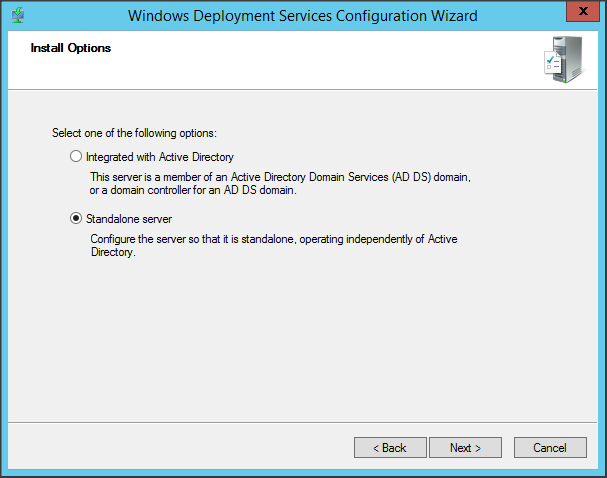 Windows Deployment Services Configuration Wizard
x
Install Options
Select one of the following options:
Integrated with Active Directory
This server is a member of an Active Directory Domain Services (AD DS) domain,
or a domain controller for an AD DS domain.
Standalone server
Configure the server so that it is standalone, operating independently of Active
Directory.
< Back
Next >
Cancel